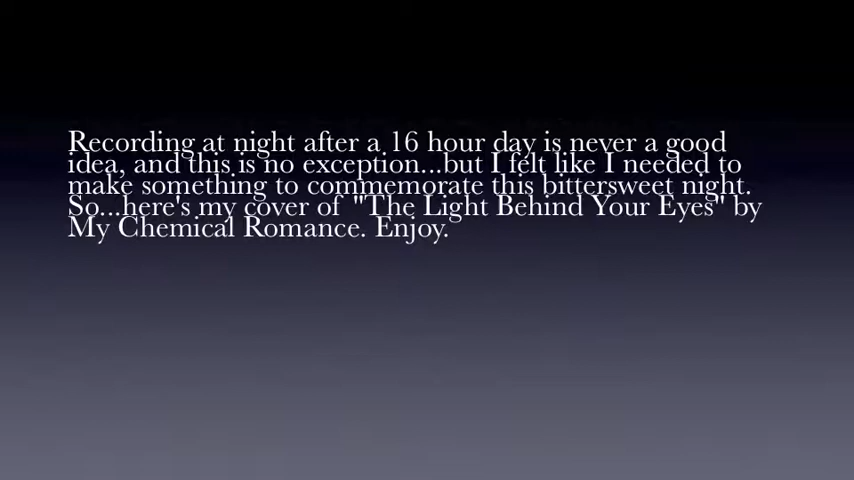 Recording at night after a 16 hour day is never a good
idea, and this is no exception...but I felt like I needed to
make something to commemorate this bittersweet night.
So...here's my cover of "The Light Behind Your Eyes" by
My Chemical Romance. Enjoy.